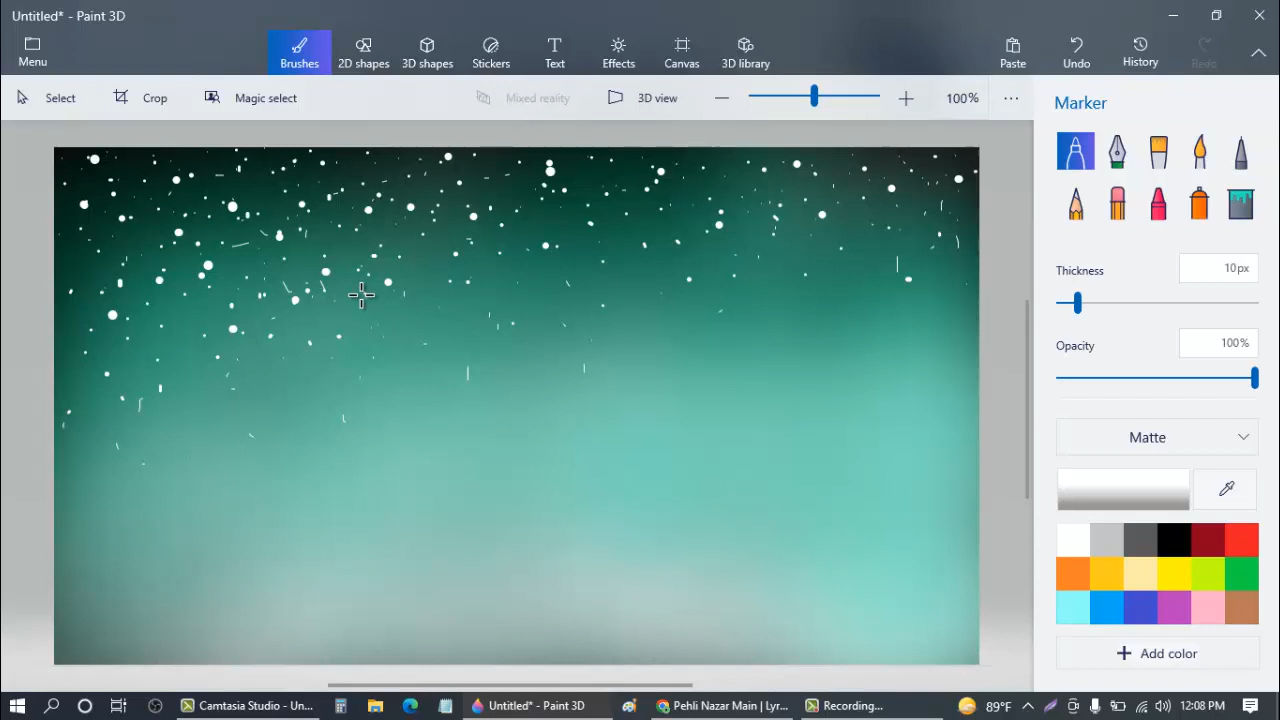 Untitled* - Paint 3D
Menu
Brushes
2D shapes
3D shapes
Stickers
Text
Effects
Canvas
3D library
Paste
Undo
History
Redo
Select
Crop
Magic select
Mixed reality
3D view
100%
Marker
Thickness
10px
Opacity
100%
Matte
Add color
Camtasia Studio - Un...
Untitled* - Paint 3D
Pehli Nazar Main | Lyr...
Recording...
89°F
12:08 PM